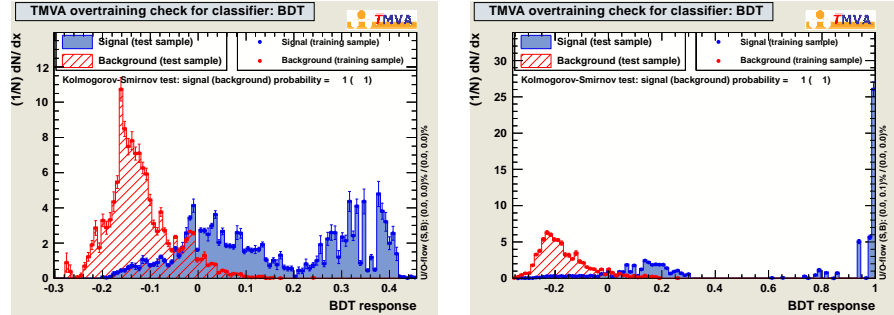 TMVA overtraining check for classifier: BDT
TMVA
(1/N) dN / dx
Signal (test sample)
Background (test sample)
Signal (training sample)
Background (training sample)
Kolmogorov-Smirnov test: signal (background) probability = 1 ( 1)
14
12
10
8
6
4
2
0
-0.3 -0.2 -0.1 0 0.1 0.2 0.3 0.4
BDT response
U/O-flow (S,B): (0.0, 0.0)% / (0.0, 0.0)%
TMVA overtraining check for classifier: BDT
TMVA
(1/N) dN / dx
Signal (test sample)
Background (test sample)
Signal (training sample)
Background (training sample)
Kolmogorov-Smirnov test: signal (background) probability = 1 ( 1)
30
25
20
15
10
5
0
-0.2 0 0.2 0.4 0.6 0.8 1
BDT response
U/O-flow (S,B): (0.0, 0.1)% / (0.0, 0.0)%